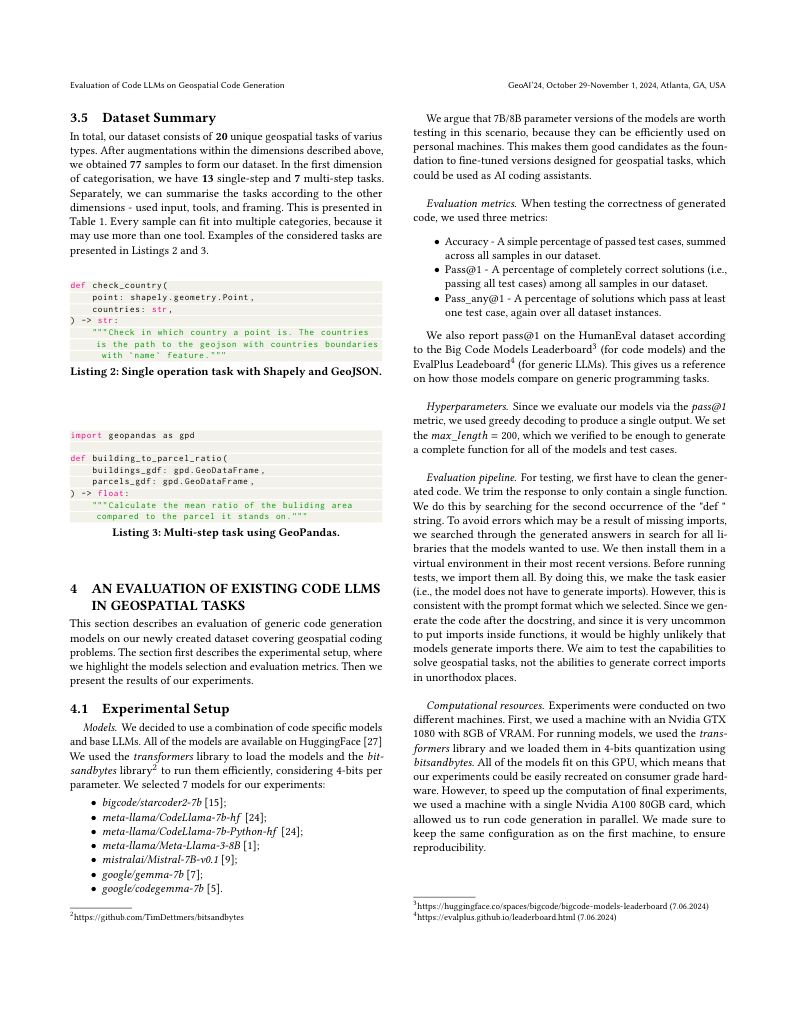 Evaluation of Code LLMs on Geospatial Code Generation
GeoAI'24, October 29-November 1, 2024, Atlanta, GA, USA
3.5 Dataset Summary
In total, our dataset consists of 20 unique geospatial tasks of varius
types. After augmentations within the dimensions described above,
we obtained 77 samples to form our dataset. In the first dimension
of categorisation, we have 13 single-step and 7 multi-step tasks.
Separately, we can summarise the tasks according to the other
dimensions - used input, tools, and framing. This is presented in
Table 1. Every sample can fit into multiple categories, because it
may use more than one tool. Examples of the considered tasks are
presented in Listings 2 and 3.
def check_country(
    point: shapely.geometry.Point,
    countries: str,
) -> str:
    """Check in which country a point is. The countries
    is the path to the geojson with countries boundaries
    with `name` feature."""
Listing 2: Single operation task with Shapely and GeoJSON.
import geopandas as gpd
def building_to_parcel_ratio(
    buildings_gdf: gpd.GeoDataFrame,
    parcels_gdf: gpd.GeoDataFrame,
) -> float:
    """Calculate the mean ratio of the buliding area
    compared to the parcel it stands on."""
Listing 3: Multi-step task using GeoPandas.
4 AN EVALUATION OF EXISTING CODE LLMS
IN GEOSPATIAL TASKS
This section describes an evaluation of generic code generation
models on our newly created dataset covering geospatial coding
problems. The section first describes the experimental setup, where
we highlight the models selection and evaluation metrics. Then we
present the results of our experiments.
4.1 Experimental Setup
Models. We decided to use a combination of code specific models
and base LLMs. All of the models are available on HuggingFace [27]
We used the transformers library to load the models and the bit-
sandbytes library2 to run them efficiently, considering 4-bits per
parameter. We selected 7 models for our experiments:
• bigcode/starcoder2-7b [15];
• meta-llama/CodeLlama-7b-hf [24];
• meta-llama/CodeLlama-7b-Python-hf [24];
• meta-llama/Meta-Llama-3-8B [1];
• mistralai/Mistral-7B-v0.1 [9];
• google/gemma-7b [7];
• google/codegemma-7b [5].
2https://github.com/TimDettmers/bitsandbytes
We argue that 7B/8B parameter versions of the models are worth
testing in this scenario, because they can be efficiently used on
personal machines. This makes them good candidates as the foun-
dation to fine-tuned versions designed for geospatial tasks, which
could be used as AI coding assistants.
Evaluation metrics. When testing the correctness of generated
code, we used three metrics:
• Accuracy - A simple percentage of passed test cases, summed
across all samples in our dataset.
• Pass@1 - A percentage of completely correct solutions (i.e.,
passing all test cases) among all samples in our dataset.
• Pass_any@1 - A percentage of solutions which pass at least
one test case, again over all dataset instances.
We also report pass@1 on the HumanEval dataset according
to the Big Code Models Leaderboard3 (for code models) and the
EvalPlus Leadeboard4 (for generic LLMs). This gives us a reference
on how those models compare on generic programming tasks.
Hyperparameters. Since we evaluate our models via the pass@1
metric, we used greedy decoding to produce a single output. We set
the max_length = 200, which we verified to be enough to generate
a complete function for all of the models and test cases.
Evaluation pipeline. For testing, we first have to clean the gener-
ated code. We trim the response to only contain a single function.
We do this by searching for the second occurrence of the "def "
string. To avoid errors which may be a result of missing imports,
we searched through the generated answers in search for all li-
braries that the models wanted to use. We then install them in a
virtual environment in their most recent versions. Before running
tests, we import them all. By doing this, we make the task easier
(i.e., the model does not have to generate imports). However, this is
consistent with the prompt format which we selected. Since we gen-
erate the code after the docstring, and since it is very uncommon
to put imports inside functions, it would be highly unlikely that
models generate imports there. We aim to test the capabilities to
solve geospatial tasks, not the abilities to generate correct imports
in unorthodox places.
Computational resources. Experiments were conducted on two
different machines. First, we used a machine with an Nvidia GTX
1080 with 8GB of VRAM. For running models, we used the trans-
formers library and we loaded them in 4-bits quantization using
bitsandbytes. All of the models fit on this GPU, which means that
our experiments could be easily recreated on consumer grade hard-
ware. However, to speed up the computation of final experiments,
we used a machine with a single Nvidia A100 80GB card, which
allowed us to run code generation in parallel. We made sure to
keep the same configuration as on the first machine, to ensure
reproducibility.
3https://huggingface.co/spaces/bigcode/bigcode-models-leaderboard (7.06.2024)
4https://evalplus.github.io/leaderboard.html (7.06.2024)